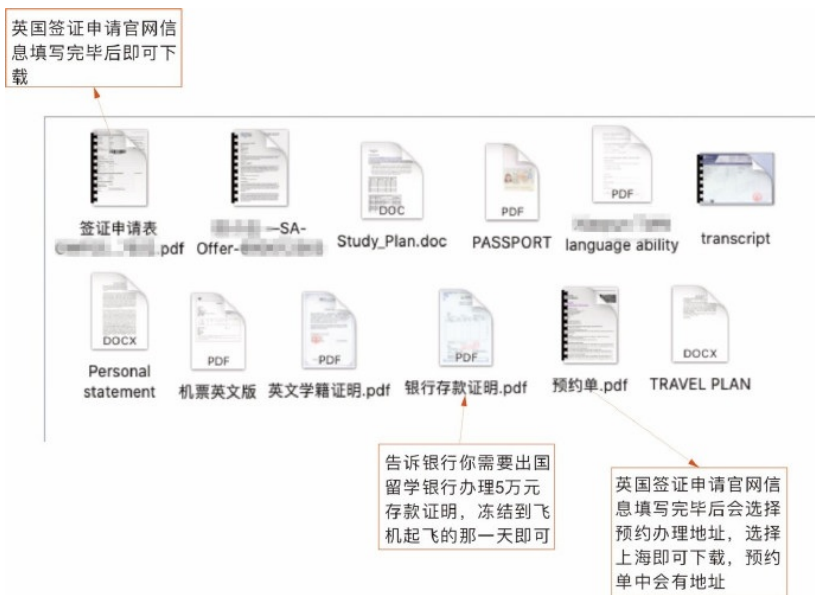 英国签证申请官网信
息填写完毕后即可下
载
签证申请表
.pdf
—SA-
Offer-
DOC
Study_Plan.doc
PDF
PASSPORT
PDF
language ability
transcript
DOCX
Personal
statement
PDF
机票英文版
PDF
英文学籍证明.pdf
PDF
银行存款证明.pdf
预约单.pdf
DOCX
TRAVEL PLAN
告诉银行你需要出国
留学银行办理5万元
存款证明，冻结到飞
机起飞的那一天即可
英国签证申请官网信
息填写完毕后会选择
预约办理地址，选择
上海即可下载，预约
单中会有地址